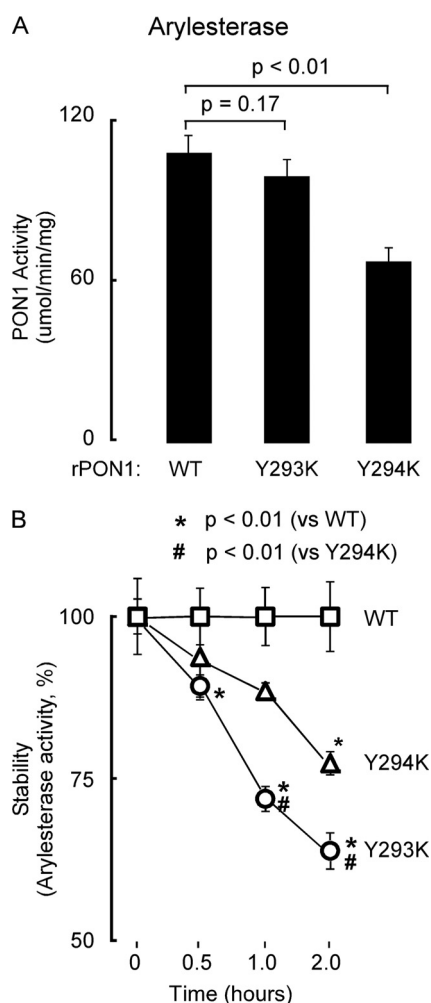 A
Arylesterase
p < 0.01
p = 0.17
120
60
0
PON1 Activity
(umol/min/mg)
rPON1: WT Y293K Y294K
B
* p < 0.01 (vs WT)
# p < 0.01 (vs Y294K)
100
75
50
Stability
(Arylesterase activity, %)
WT
*
*
Y294K
*
#
*
#
Y293K
0 0.5 1.0 2.0
Time (hours)